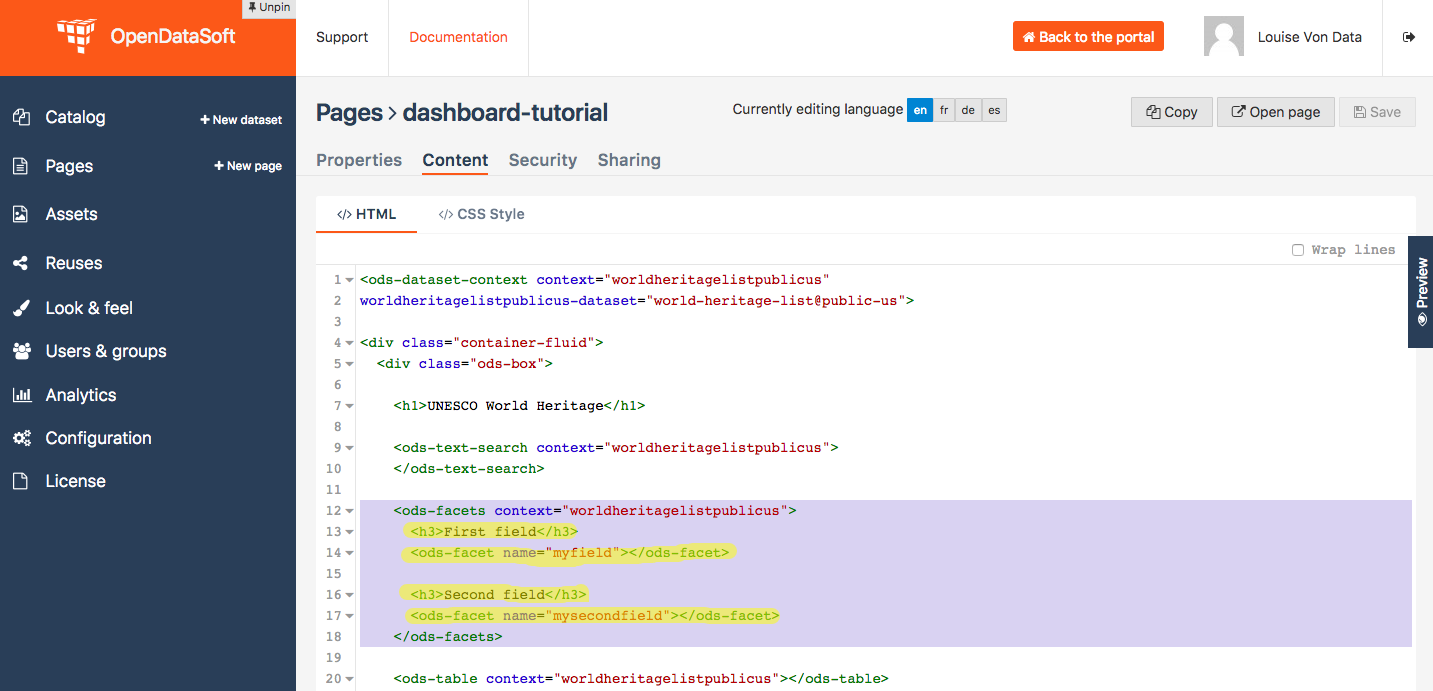 Unpin
OpenDataSoft
Support
Documentation
Back to the portal
Louise Von Data
Catalog
+ New dataset
Pages
+ New page
Assets
Reuses
Look & feel
Users & groups
Analytics
Configuration
License
Pages > dashboard-tutorial
Currently editing language en fr de es
Copy
Open page
Save
Properties Content Security Sharing
</> HTML
</> CSS Style
Wrap lines
Preview
1 <ods-dataset-context context="worldheritagelistpublicus"
2 worldheritagelistpublicus-dataset="world-heritage-list@public-us">
3
4 <div class="container-fluid">
5 <div class="ods-box">
6
7 <h1>UNESCO World Heritage</h1>
8
9 <ods-text-search context="worldheritagelistpublicus">
10 </ods-text-search>
11
12 <ods-facets context="worldheritagelistpublicus">
13 <h3>First field</h3>
14 <ods-facet name="myfield"></ods-facet>
15
16 <h3>Second field</h3>
17 <ods-facet name="mysecondfield"></ods-facet>
18 </ods-facets>
19
20 <ods-table context="worldheritagelistpublicus"></ods-table>